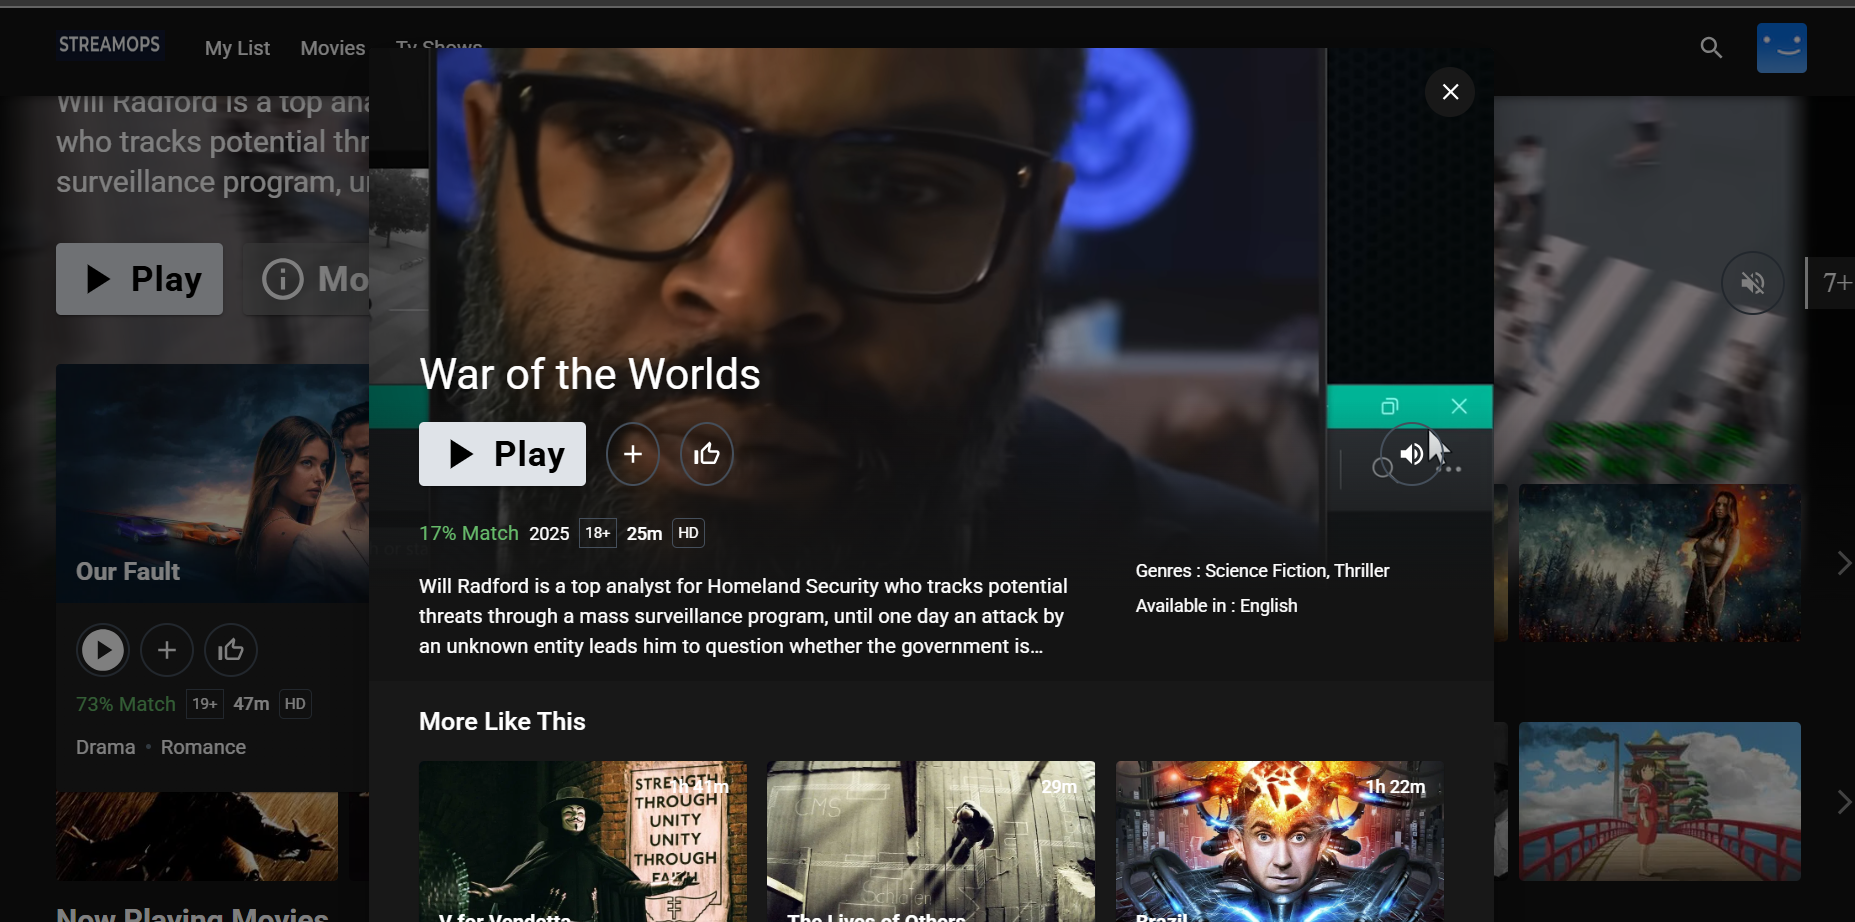 STREAMOPS
My List
Movies
Tv Shows
Will Radford is a top ana
who tracks potential thr
surveillance program, u
Play
Mo
7+
War of the Worlds
Play
17% Match 2025 18+ 25m HD
Will Radford is a top analyst for Homeland Security who tracks potential
threats through a mass surveillance program, until one day an attack by
an unknown entity leads him to question whether the government is...
Genres : Science Fiction, Thriller
Available in : English
Our Fault
73% Match 19+ 47m HD
Drama • Romance
More Like This
1h 41m
STRENGTH
THROUGH
UNITY
UNITY
THROUGH
FAITH
V for Vendetta
29m
CMS
The Lives of Others
1h 22m
Brazil
Now Playing Movies